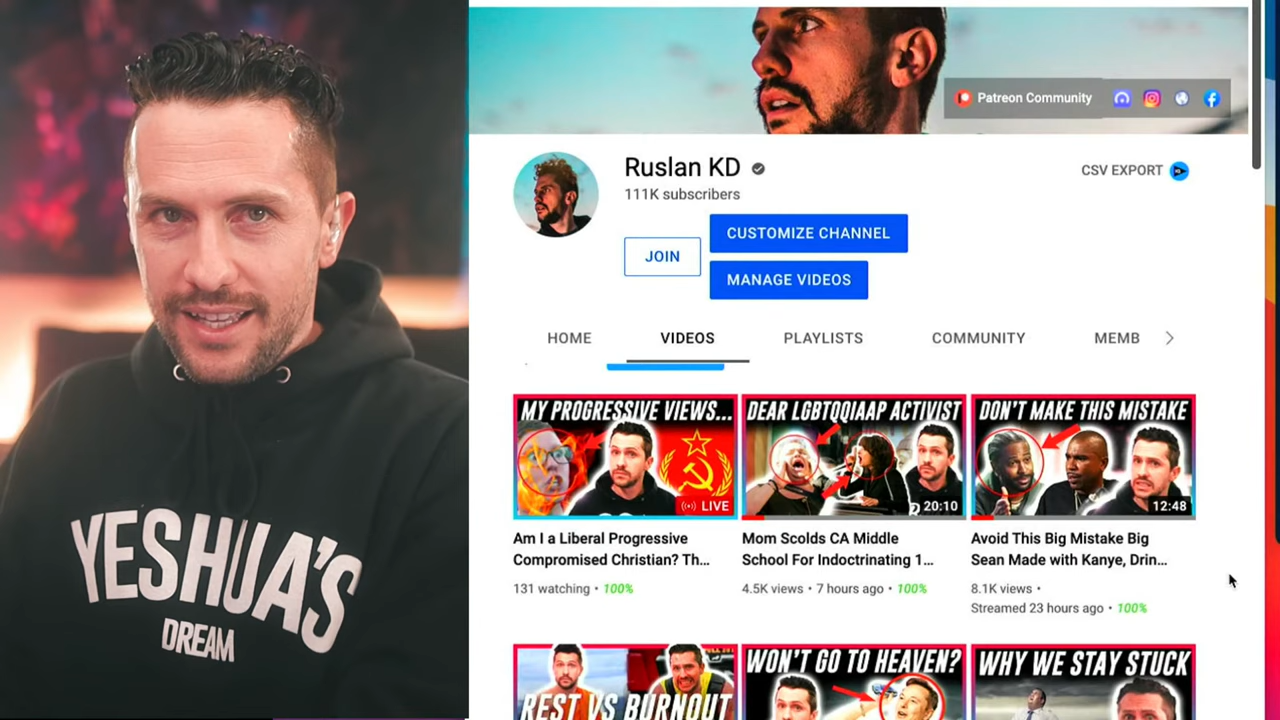 YESHUA'S
DREAM
Patreon Community
Ruslan KD
111K subscribers
CSV EXPORT
JOIN
CUSTOMIZE CHANNEL
MANAGE VIDEOS
HOME
VIDEOS
PLAYLISTS
COMMUNITY
MEMB
MY PROGRESSIVE VIEWS...
LIVE
DEAR LGBTQQIAAP ACTIVIST
20:10
DON'T MAKE THIS MISTAKE
12:48
Am I a Liberal Progressive
Compromised Christian? Th...
131 watching • 100%
Mom Scolds CA Middle
School For Indoctrinating 1...
4.5K views • 7 hours ago • 100%
Avoid This Big Mistake Big
Sean Made with Kanye, Drin...
8.1K views •
Streamed 23 hours ago • 100%
REST VS BURNOUT
WON'T GO TO HEAVEN?
WHY WE STAY STUCK